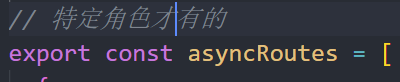 // 特定角色才有的
export const asyncRoutes = [